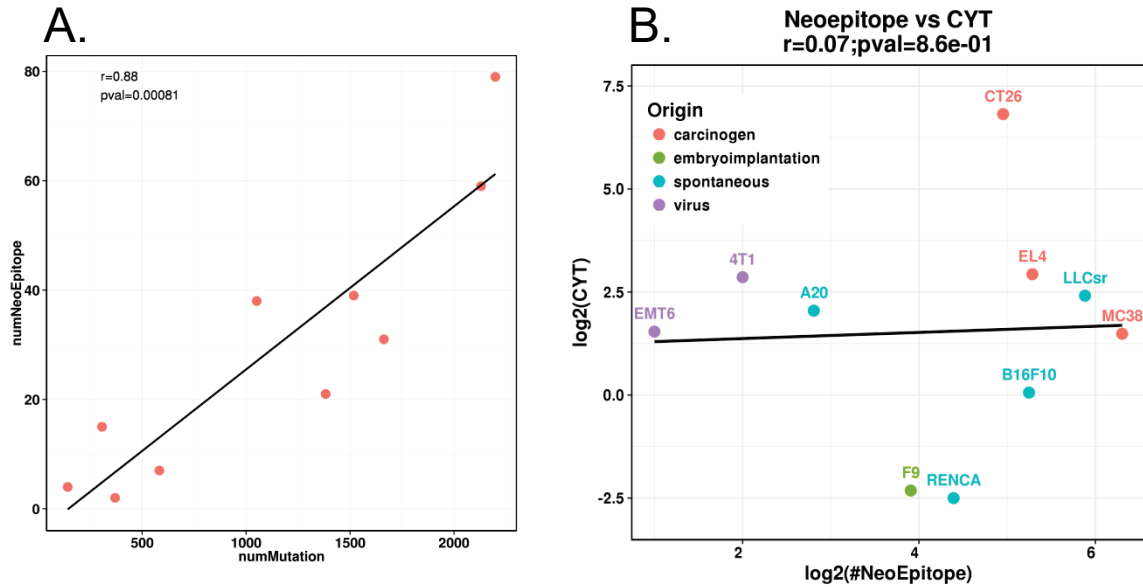 A.
r=0.88
pval=0.00081
80
60
40
20
0
numNeoEpitope
500 1000 1500 2000
numMutation
B.
Neoepitope vs CYT
r=0.07;pval=8.6e-01
Origin
carcinogen
embryoimplantation
spontaneous
virus
7.5
5.0
2.5
0.0
-2.5
log2(CYT)
CT26
EL4
LLCsr
4T1
A20
EMT6
MC38
B16F10
F9
RENCA
2 4 6
log2(#NeoEpitope)